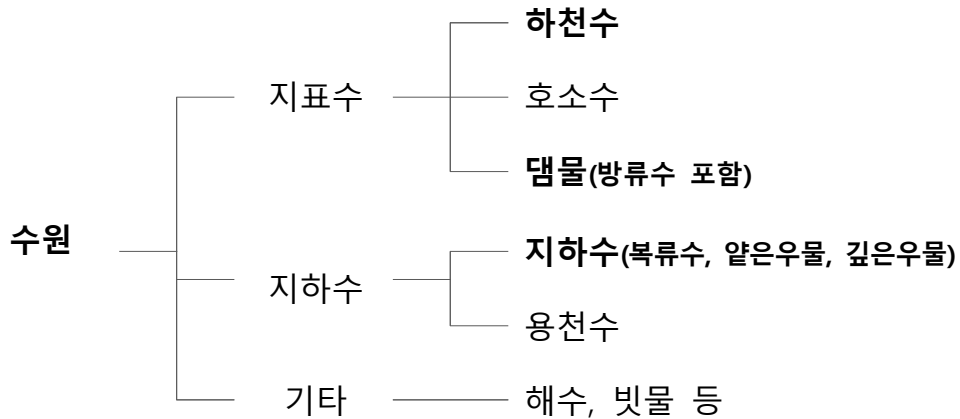 하천수
지표수
호소수
댐물(방류수 포함)
수원
지하수(복류수, 얕은우물, 깊은우물)
지하수
용천수
기타
해수, 빗물 등